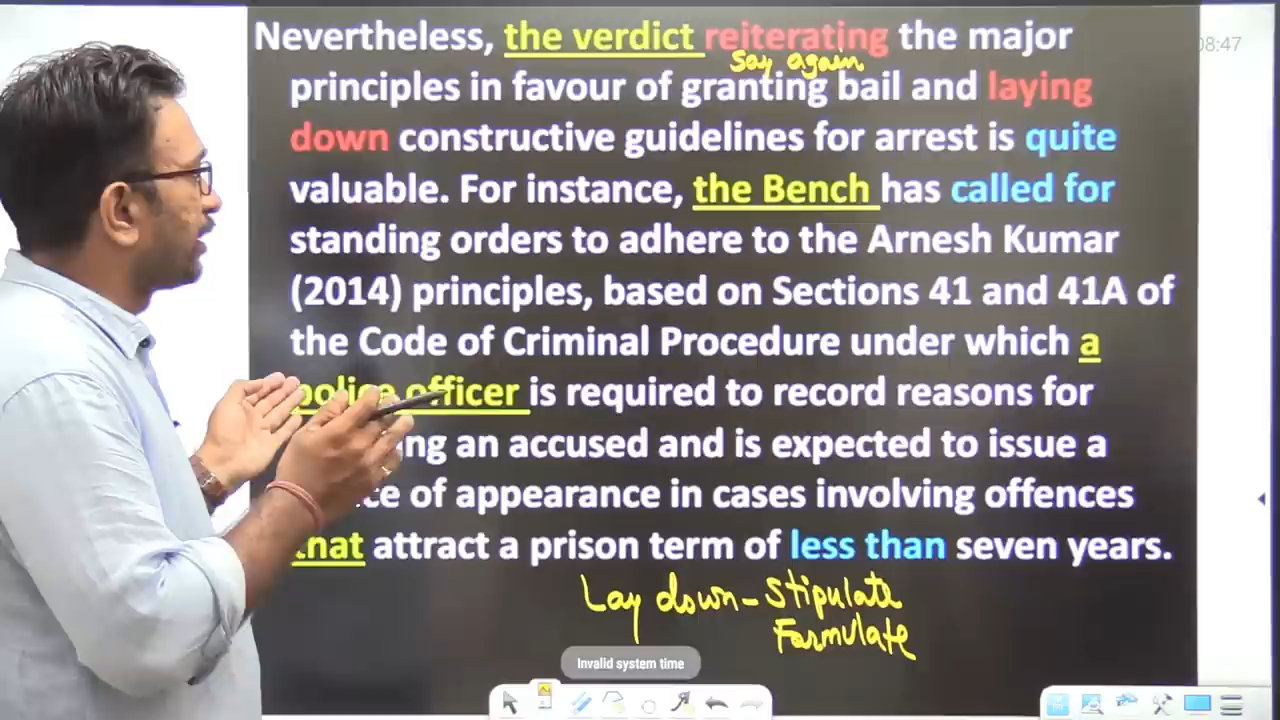 Nevertheless, the verdict reiterating the major
say again
principles in favour of granting bail and laying
down constructive guidelines for arrest is quite
valuable. For instance, the Bench has called for
standing orders to adhere to the Arnesh Kumar
(2014) principles, based on Sections 41 and 41A of
the Code of Criminal Procedure under which a
police officer is required to record reasons for
ng an accused and is expected to issue a
ce of appearance in cases involving offences
that attract a prison term of less than seven years.
Lay down - Stipulate
Formulate
Invalid system time
08:47